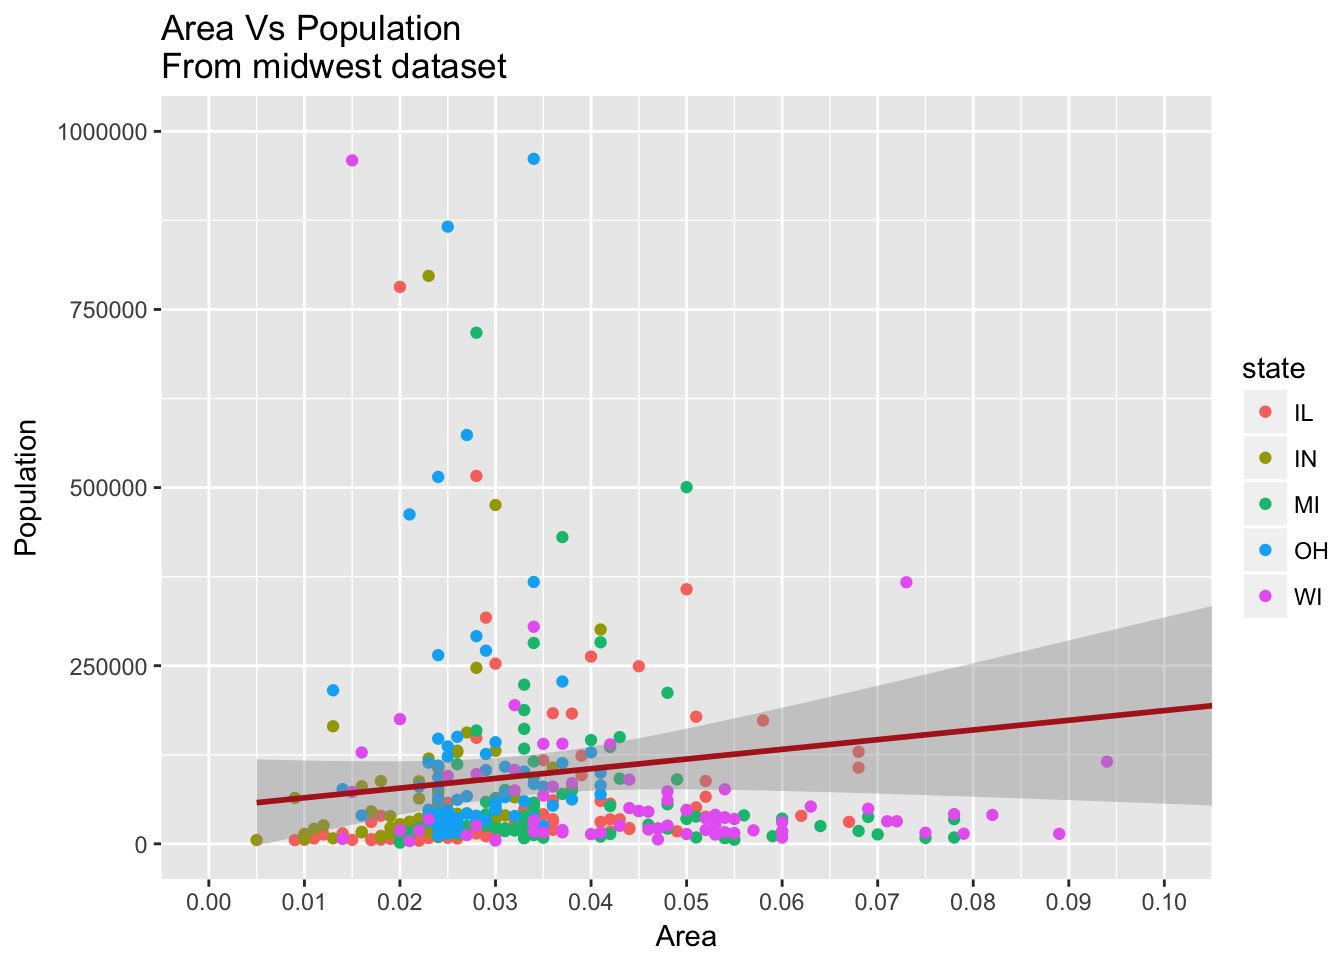 Area Vs Population
From midwest dataset
Population
1000000
750000
500000
250000
0
0.00 0.01 0.02 0.03 0.04 0.05 0.06 0.07 0.08 0.09 0.10
Area
state
IL
IN
MI
OH
WI